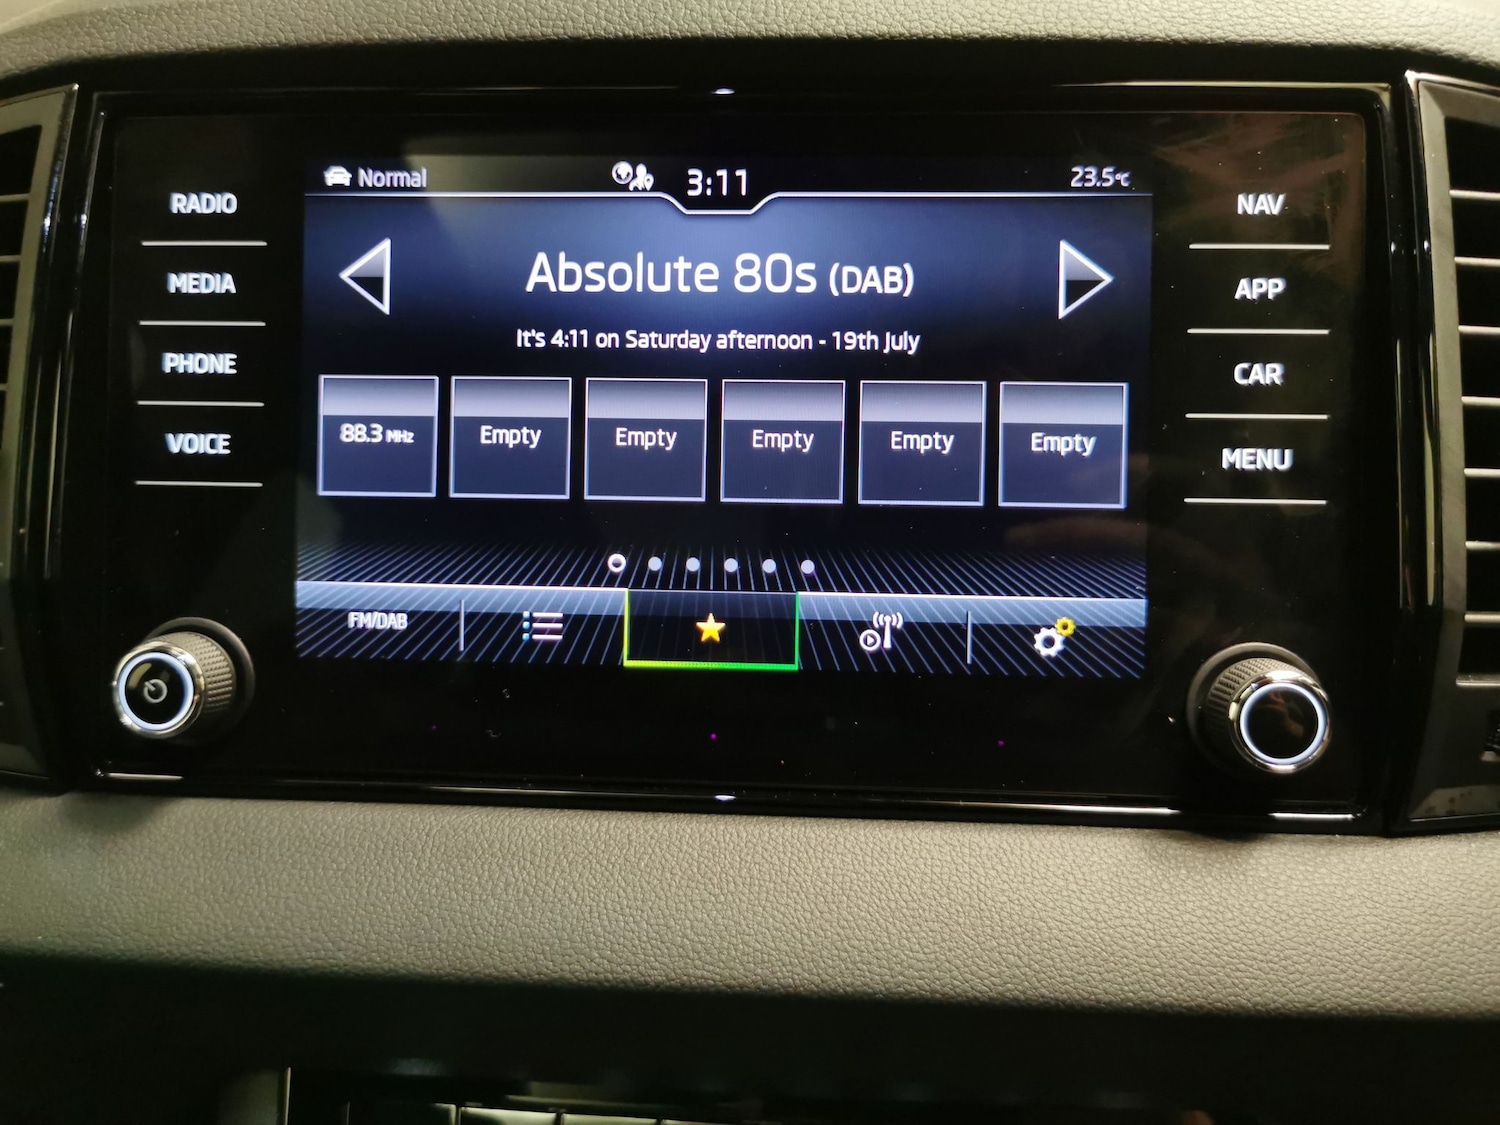 Normal
3:11
23.5°C
RADIO
MEDIA
PHONE
VOICE
Absolute 80s (DAB)
It's 4:11 on Saturday afternoon - 19th July
88.3 MHz
Empty
Empty
Empty
Empty
Empty
FM/DAB
NAV
APP
CAR
MENU